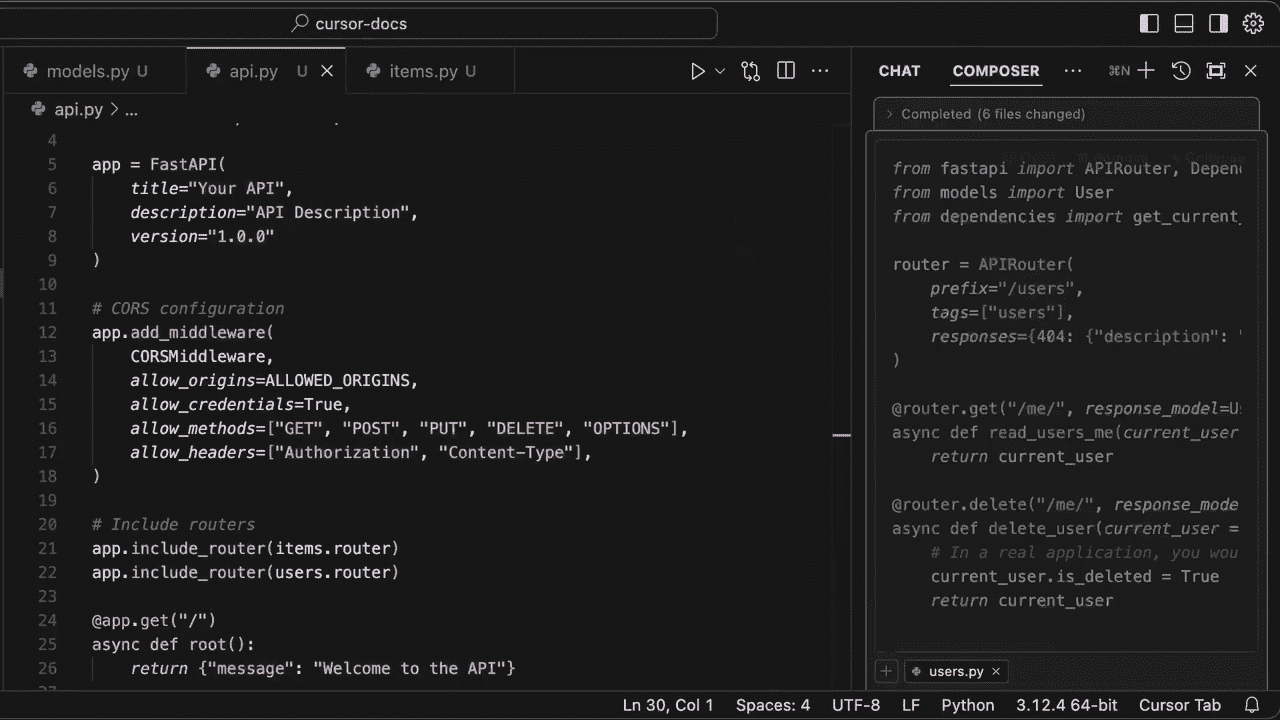 cursor-docs
models.py U
api.py U
items.py U
CHAT COMPOSER ⌘N
api.py > ...
Completed (6 files changed)
4
5 app = FastAPI(
6 title="Your API",
7 description="API Description",
8 version="1.0.0"
9 )
10
11 # CORS configuration
12 app.add_middleware(
13 CORSMiddleware,
14 allow_origins=ALLOWED_ORIGINS,
15 allow_credentials=True,
16 allow_methods=["GET", "POST", "PUT", "DELETE", "OPTIONS"],
17 allow_headers=["Authorization", "Content-Type"],
18 )
19
20 # Include routers
21 app.include_router(items.router)
22 app.include_router(users.router)
23
24 @app.get("/")
25 async def root():
26 return {"message": "Welcome to the API"}
from fastapi import APIRouter, Depen
from models import User
from dependencies import get_current_
router = APIRouter(
prefix="/users",
tags=["users"],
responses={404: {"description": "
)
@router.get("/me/", response_model=U
async def read_users_me(current_user
return current_user
@router.delete("/me/", response_mode
async def delete_user(current_user =
# In a real application, you wou
current_user.is_deleted = True
return current_user
users.py
Ln 30, Col 1 Spaces: 4 UTF-8 LF Python 3.12.4 64-bit Cursor Tab